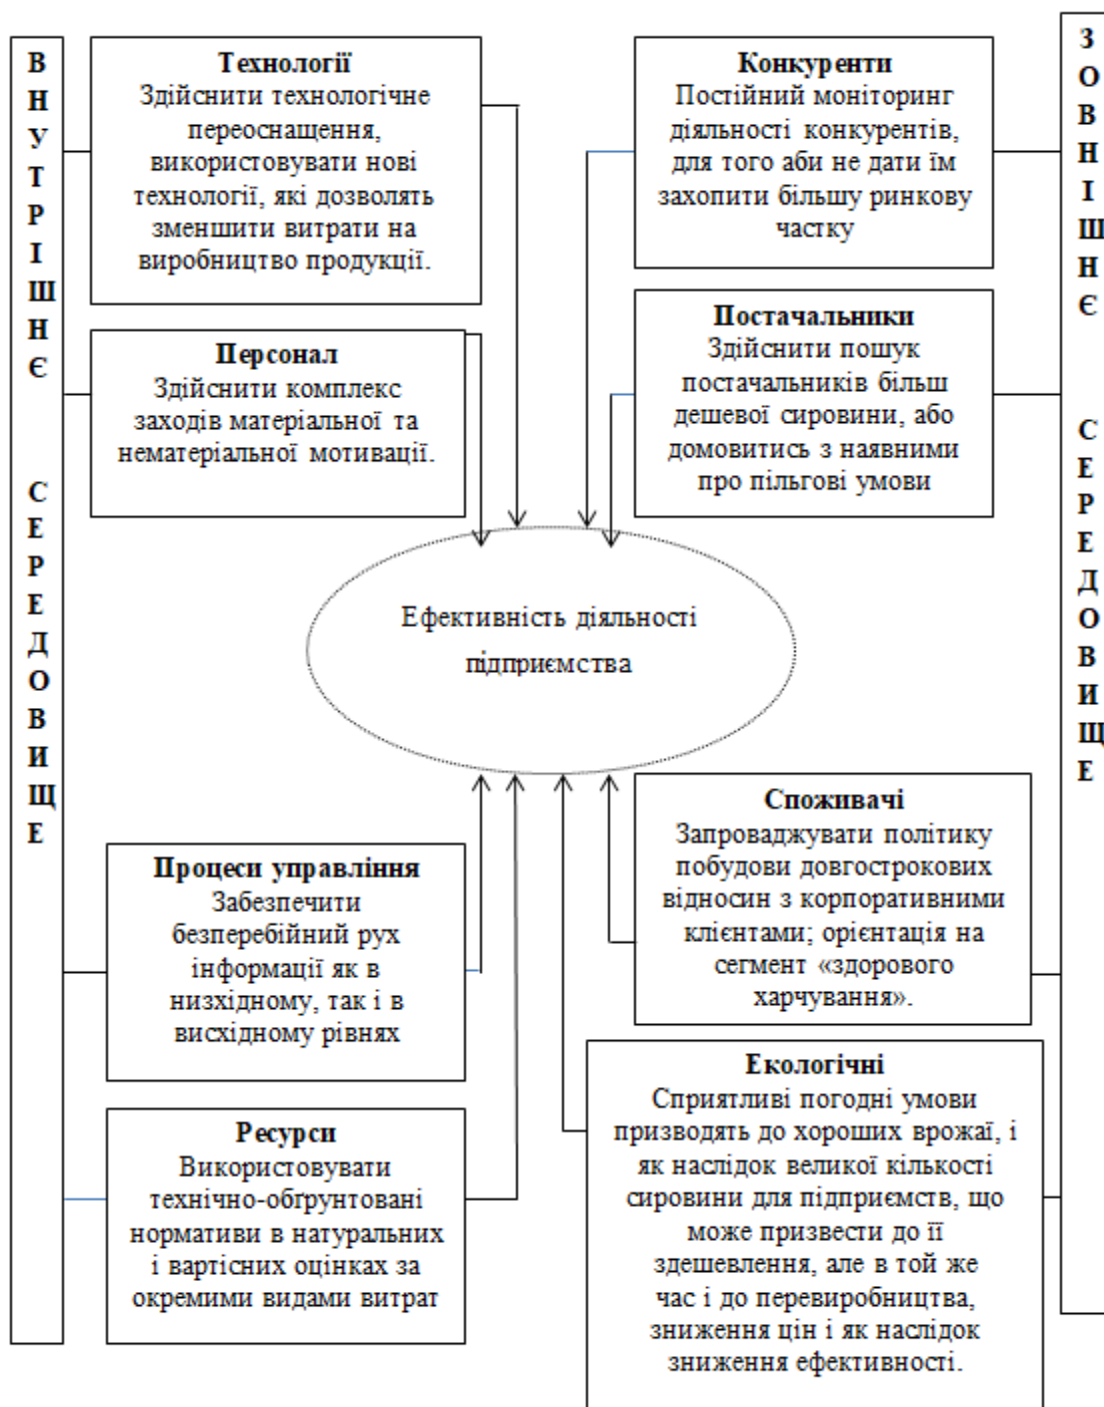 ВНУТРІШНЄ СЕРЕДОВИЩЕ
Технології
Здійснити технологічне
переоснащення,
використовувати нові
технології, які дозволять
зменшити витрати на
виробництво продукції.
Персонал
Здійснити комплекс
заходів матеріальної та
нематеріальної мотивації.
Конкуренти
Постійний моніторинг
діяльності конкурентів,
для того аби не дати їм
захопити більшу ринкову
частку
Постачальники
Здійснити пошук
постачальників більш
дешевої сировини, або
домовитись з наявними
про пільгові умови
ЗОВНІШНЄ СЕРЕДОВИЩЕ
Ефективність діяльності
підприємства
Процеси управління
Забезпечити
безперебійний рух
інформації як в
низхідному, так і в
висхідному рівнях
Ресурси
Використовувати
технічно-обґрунтовані
нормативи в натуральних
і вартісних оцінках за
окремими видами витрат
Споживачі
Запроваджувати політику
побудови довгострокових
відносин з корпоративними
клієнтами; орієнтація на
сегмент «здорового
харчування».
Екологічні
Сприятливі погодні умови
призводять до хороших врожаї, і
як наслідок великої кількості
сировини для підприємств, що
може призвести до її
здешевлення, але в той же
час і до перевиробництва,
зниження цін і як наслідок
зниження ефективності.